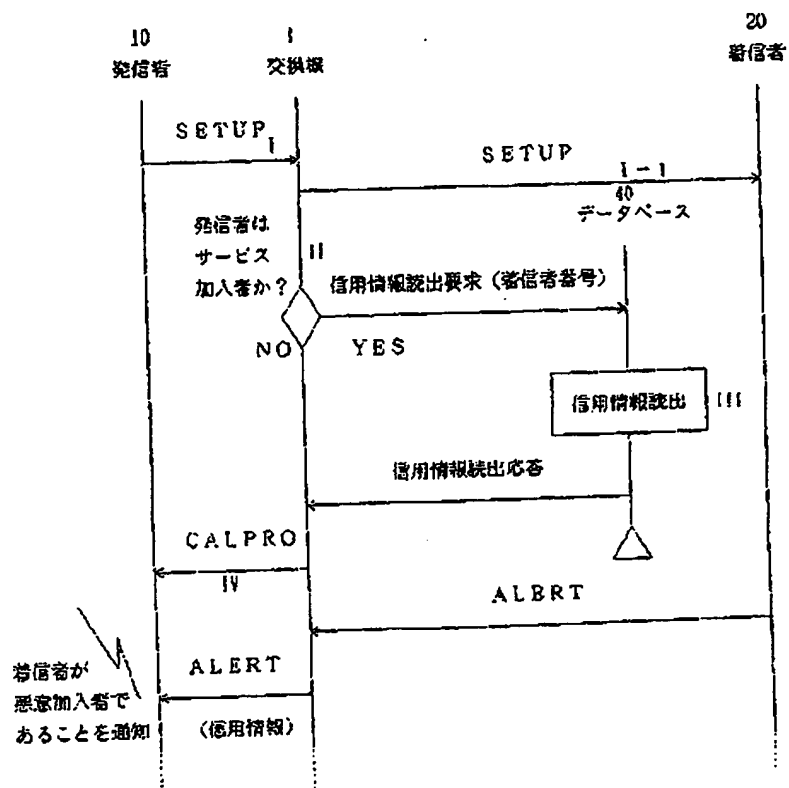 10
発信者
1
交換機
20
着信者
SETUP
I
SETUP
I-1
40
データベース
発信者は
サービス
加入者か?
II
信用情報読出要求(着信者番号)
NO
YES
信用情報読出
III
信用情報読出応答
CALPRO
IV
ALERT
ALERT
着信者が
悪意加入者で
あることを通知
(信用情報)